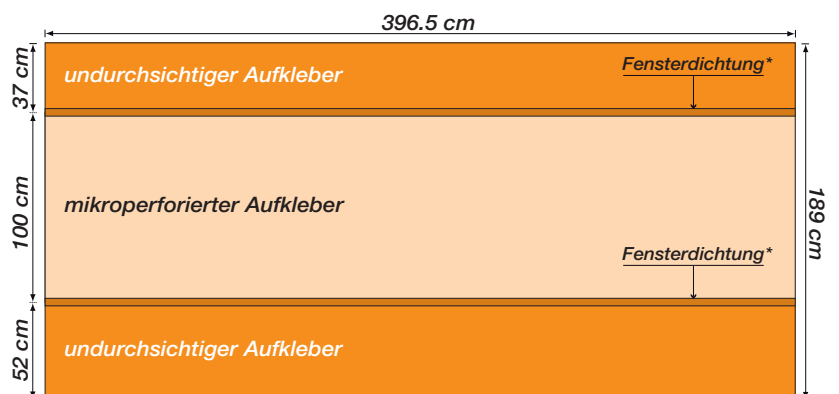 396.5 cm
37 cm
undurchsichtiger Aufkleber
Fensterdichtung*
100 cm
mikroperforierter Aufkleber
189 cm
Fensterdichtung*
52 cm
undurchsichtiger Aufkleber